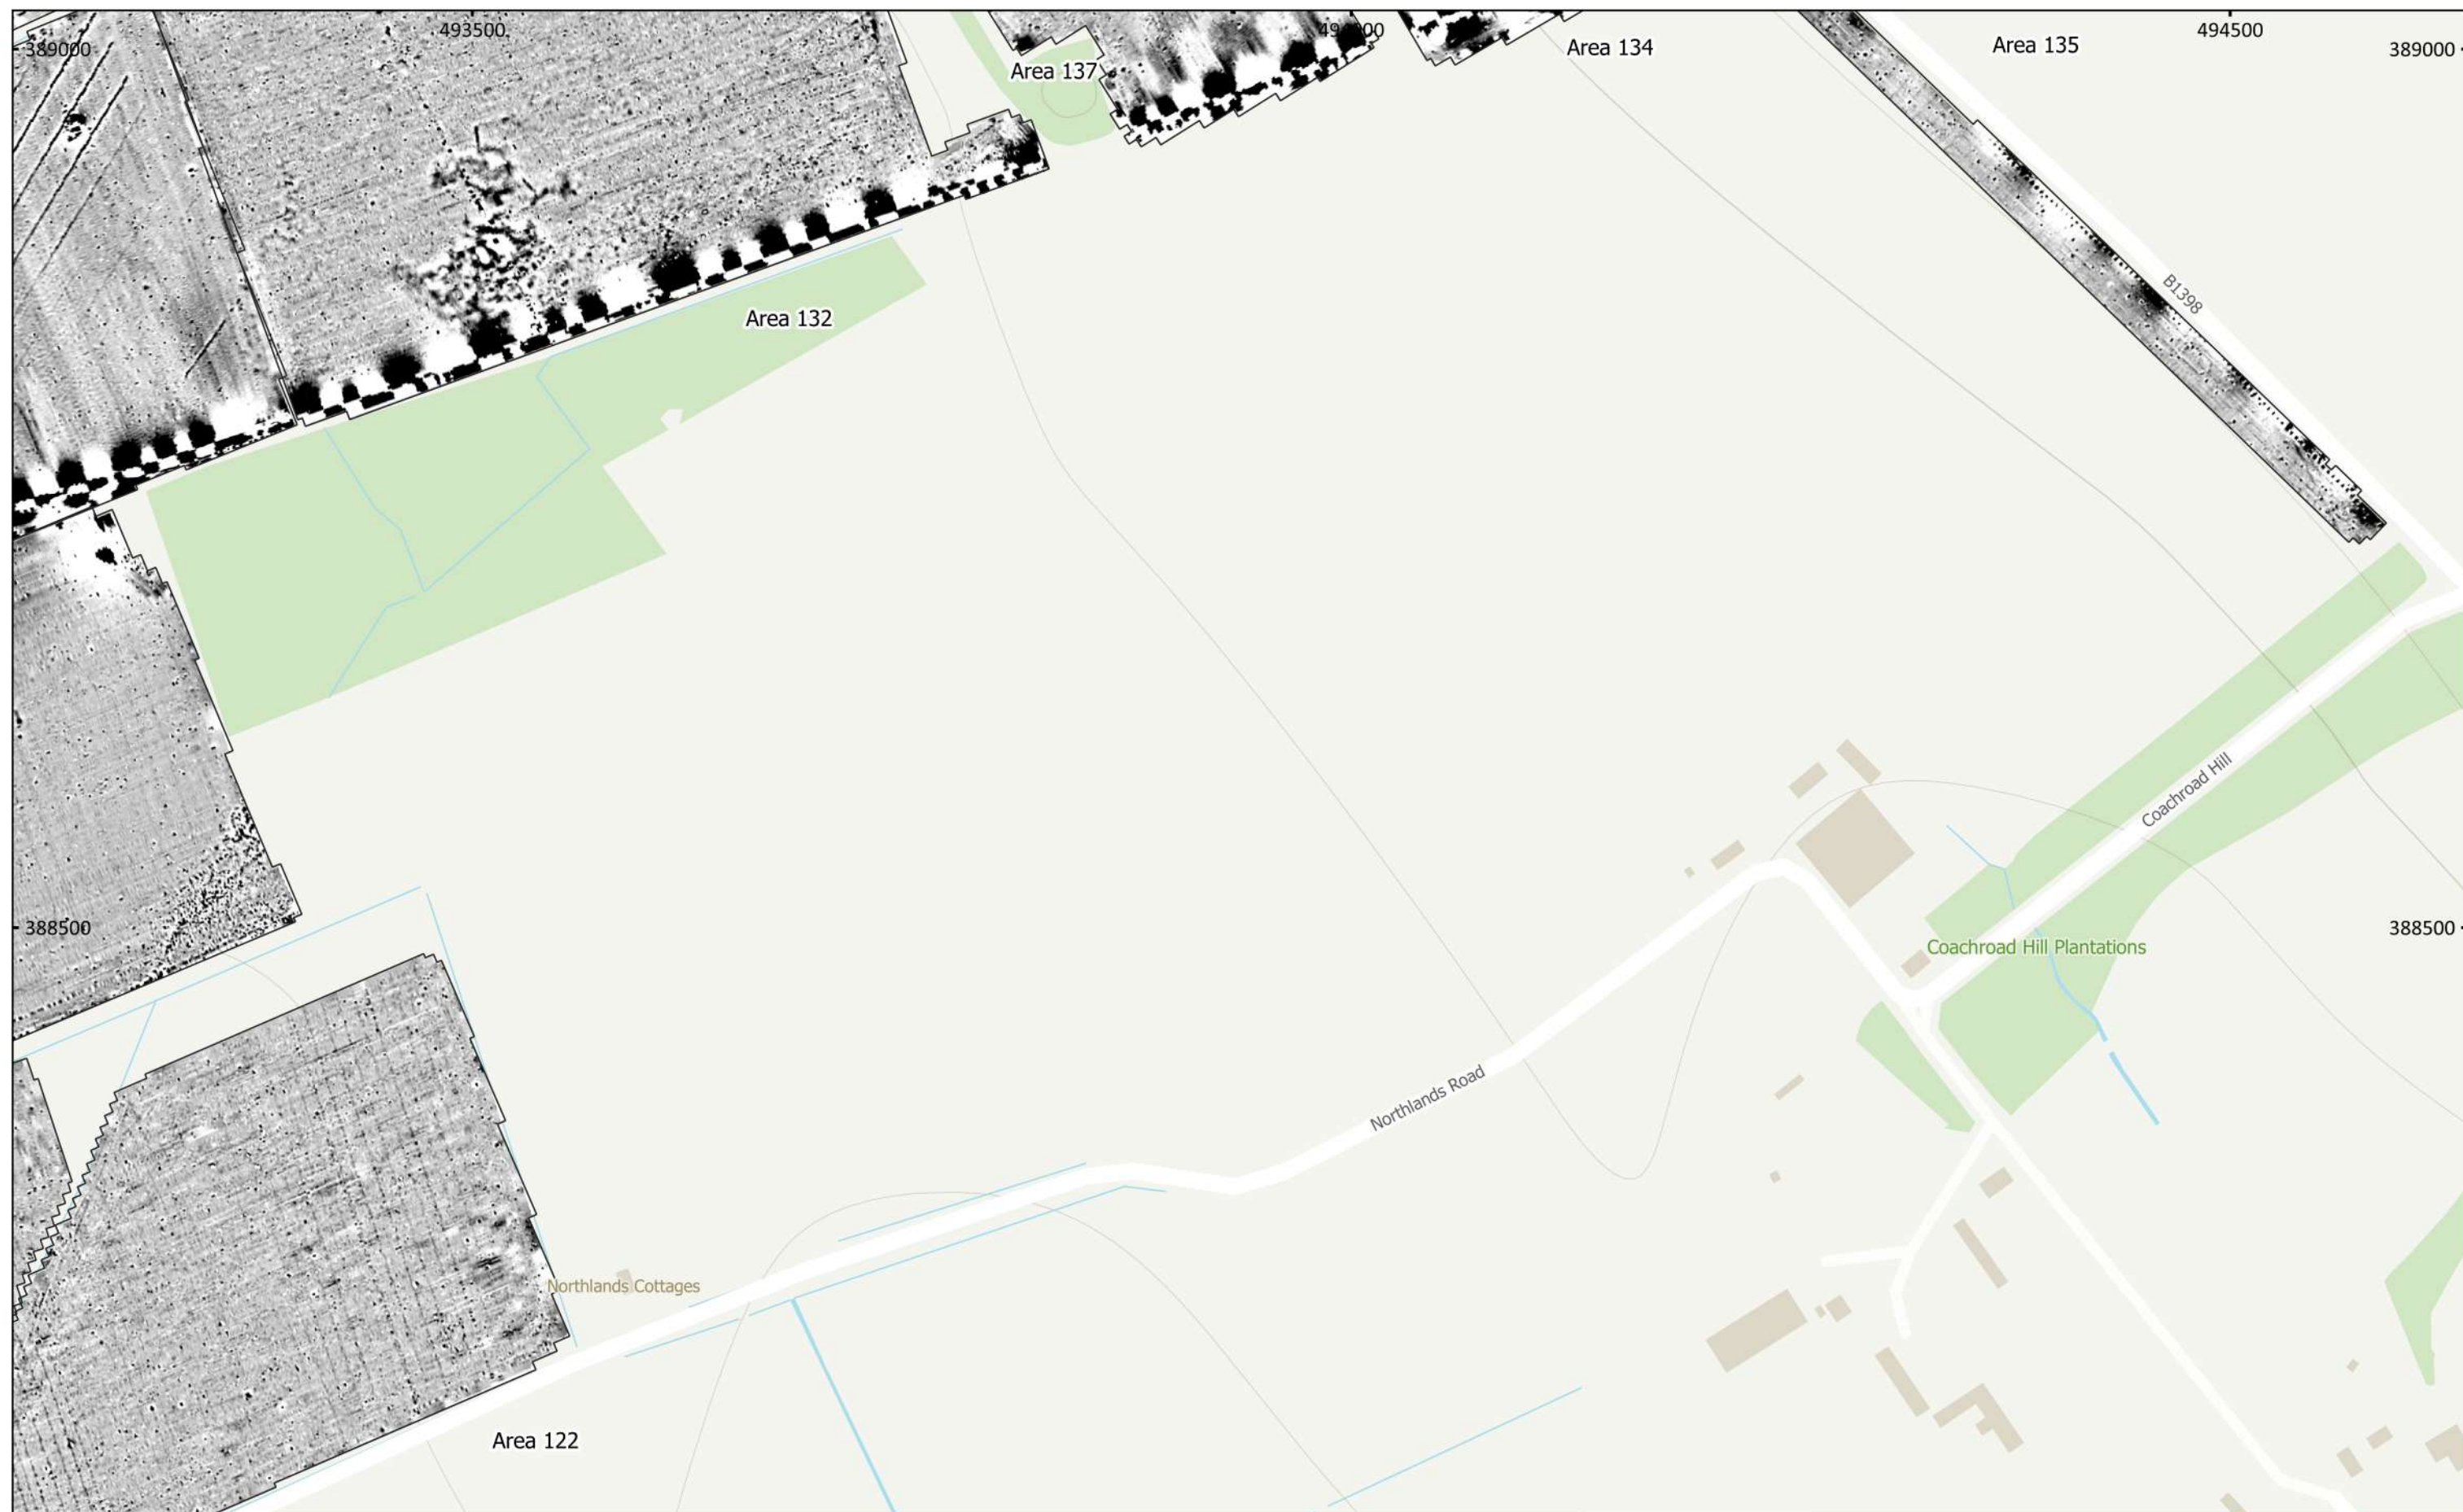 493500
494000
494500
389000
389000
Area 134
Area 135
Area 137
B1398
Area 132
Coachroad Hill
388500
388500
Coachroad Hill Plantations
Northlands Road
Northlands Cottages
Area 122